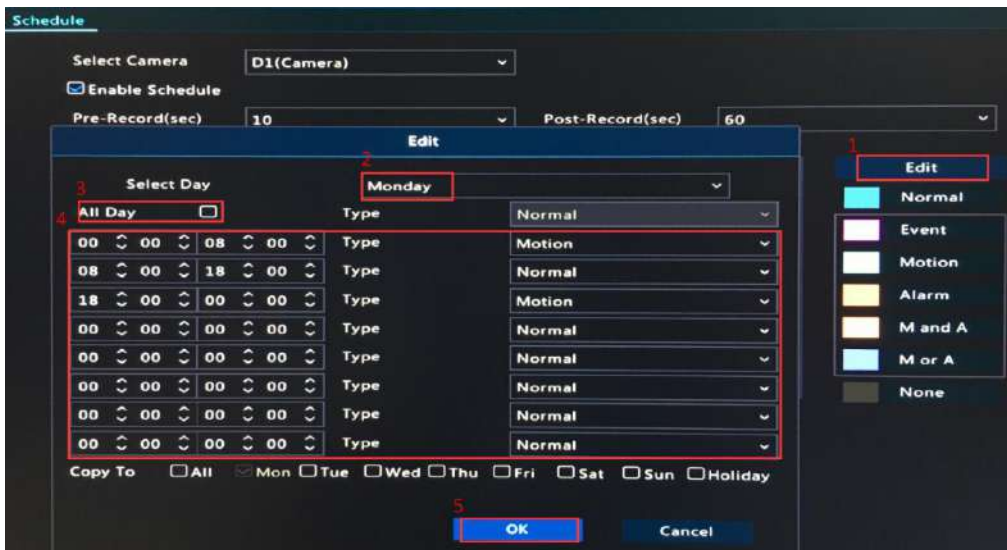 Schedule
Select Camera D1(Camera)
Enable Schedule
Pre-Record(sec) 10 Post-Record(sec) 60
Edit
1
Edit
2
Select Day Monday
Normal
3
All Day Type Normal
Event
4
00 00 08 00 Type Motion
Motion
08 00 18 00 Type Normal
Alarm
18 00 00 00 Type Motion
M and A
00 00 00 00 Type Normal
M or A
00 00 00 00 Type Normal
None
00 00 00 00 Type Normal
00 00 00 00 Type Normal
00 00 00 00 Type Normal
Copy To All Mon Tue Wed Thu Fri Sat Sun Holiday
5
OK Cancel